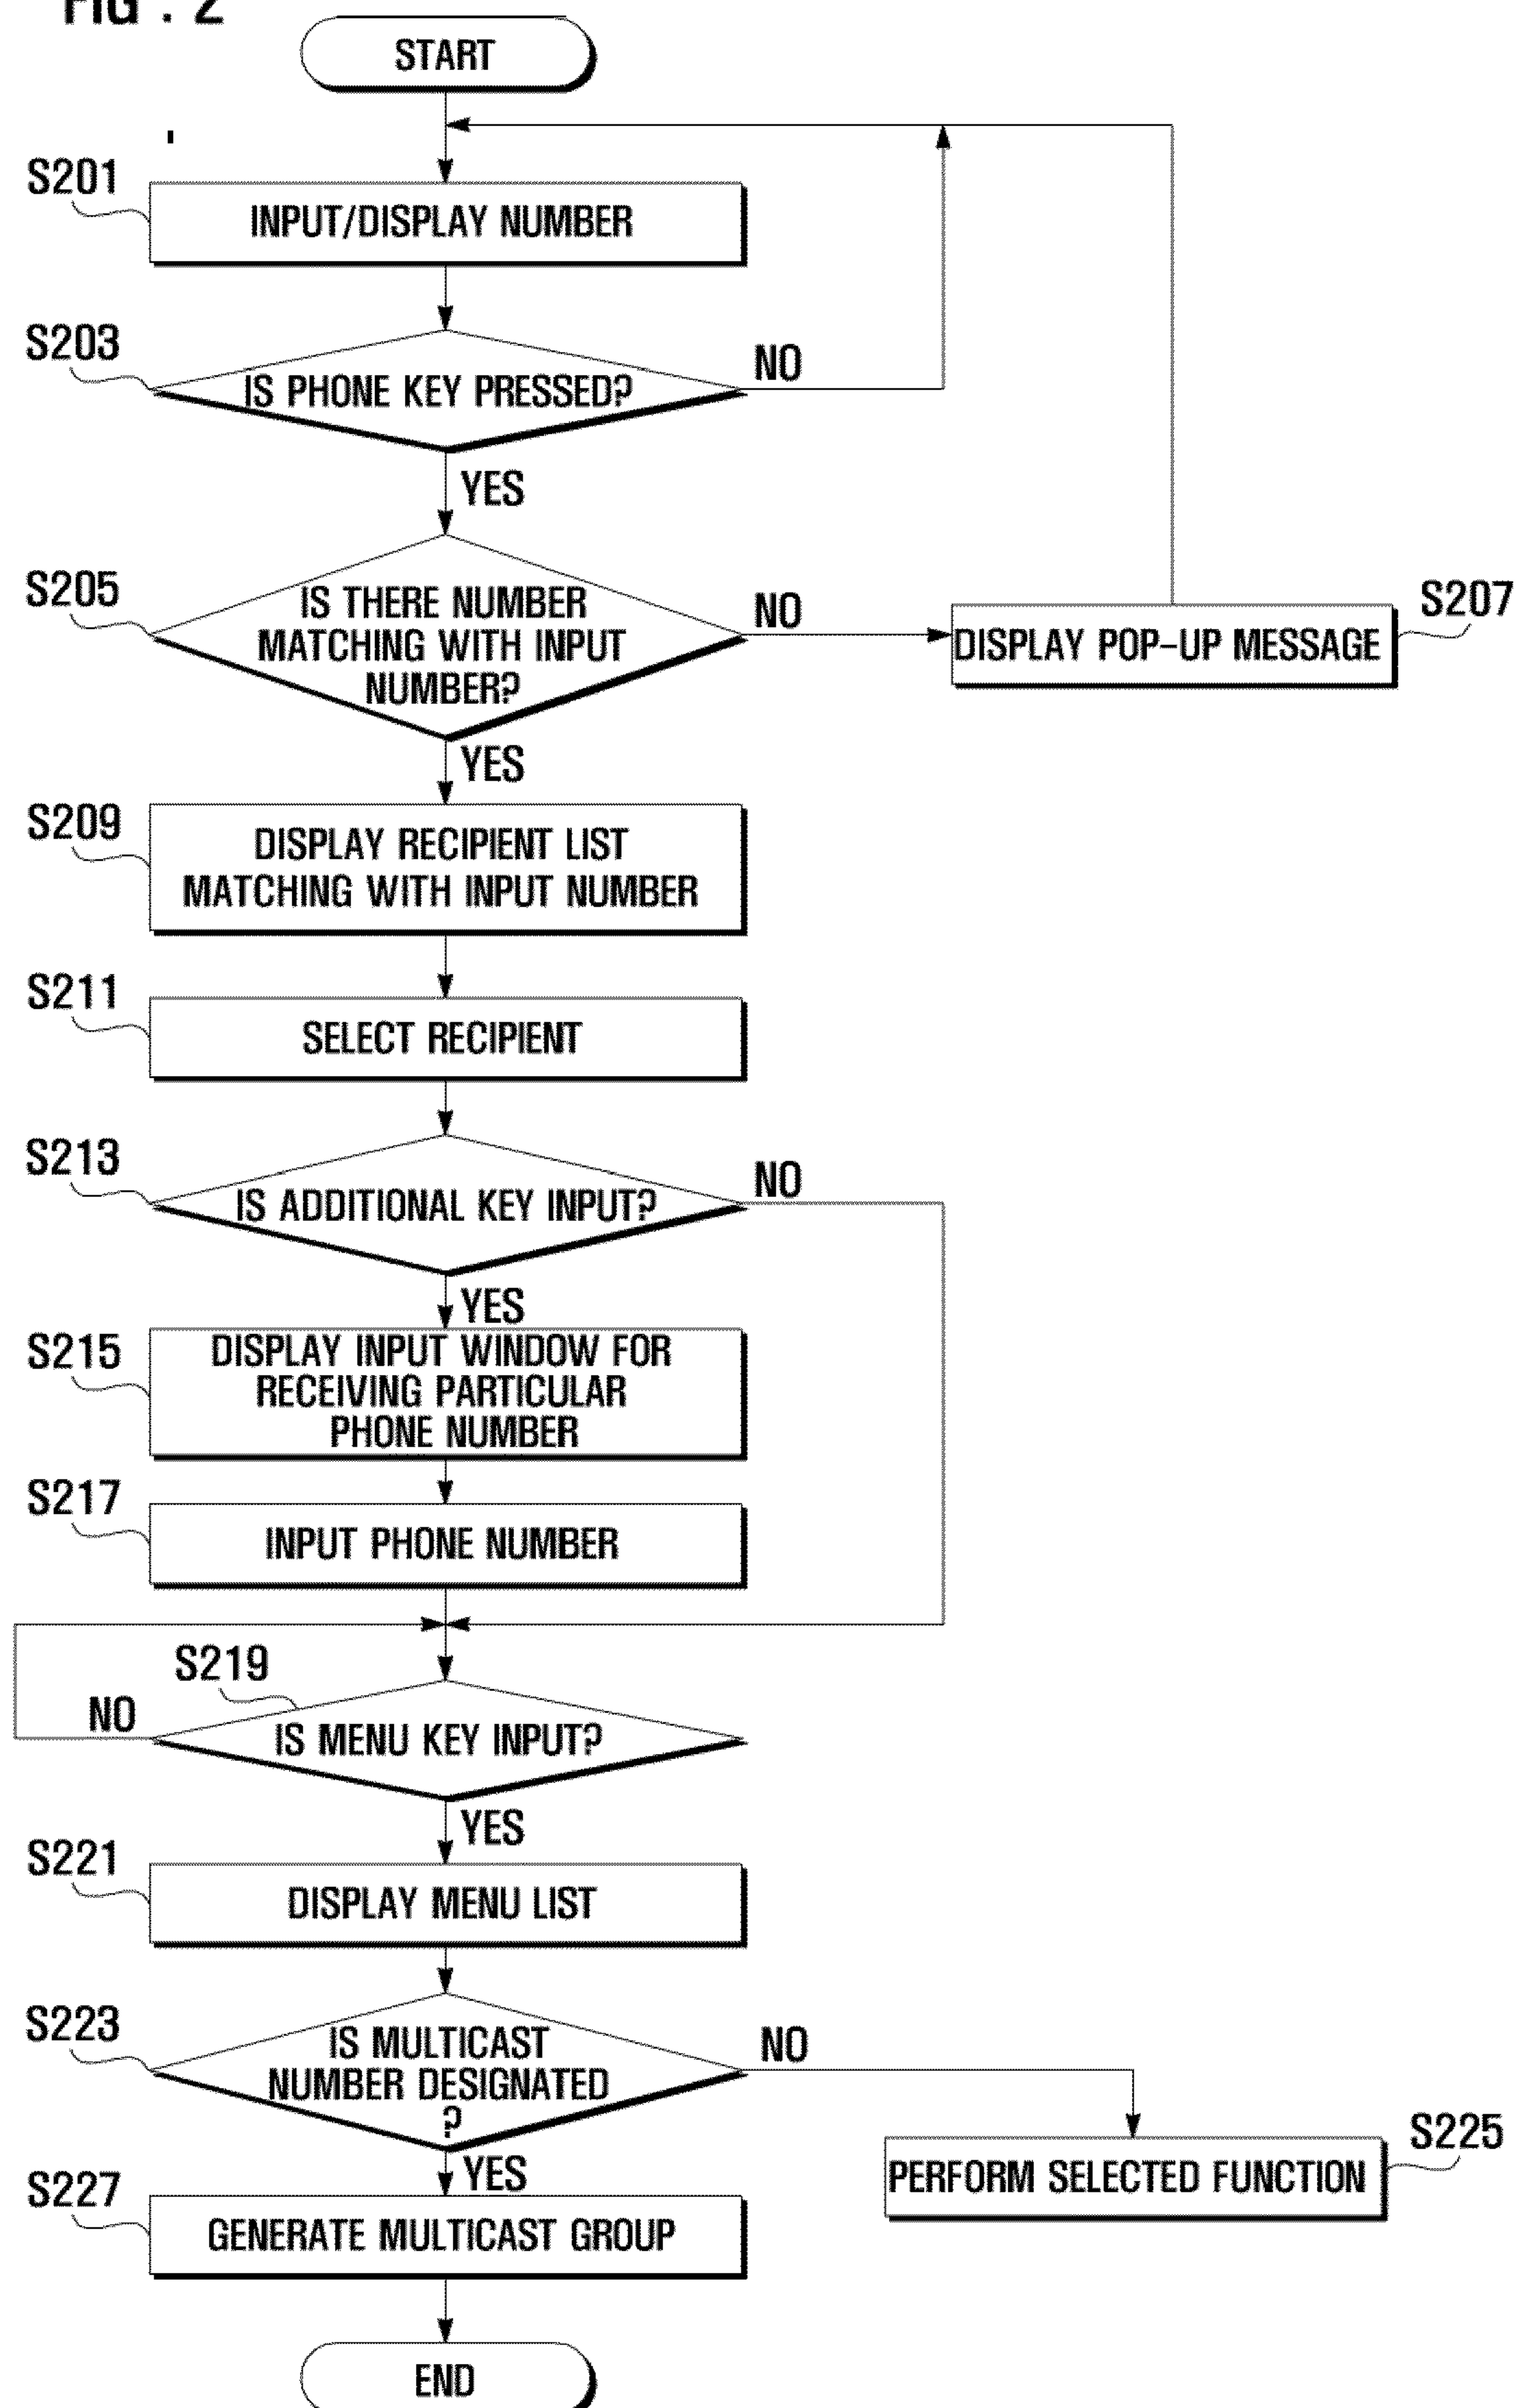 FIG . 2
START
S201
INPUT/DISPLAY NUMBER
S203
IS PHONE KEY PRESSED?
NO
YES
S205
IS THERE NUMBER
MATCHING WITH INPUT
NUMBER?
NO
S207
DISPLAY POP-UP MESSAGE
YES
S209
DISPLAY RECIPIENT LIST
MATCHING WITH INPUT NUMBER
S211
SELECT RECIPIENT
S213
IS ADDITIONAL KEY INPUT?
NO
YES
S215
DISPLAY INPUT WINDOW FOR
RECEIVING PARTICULAR
PHONE NUMBER
S217
INPUT PHONE NUMBER
S219
NO
IS MENU KEY INPUT?
YES
S221
DISPLAY MENU LIST
S223
IS MULTICAST
NUMBER DESIGNATED
?
NO
S225
PERFORM SELECTED FUNCTION
YES
S227
GENERATE MULTICAST GROUP
END